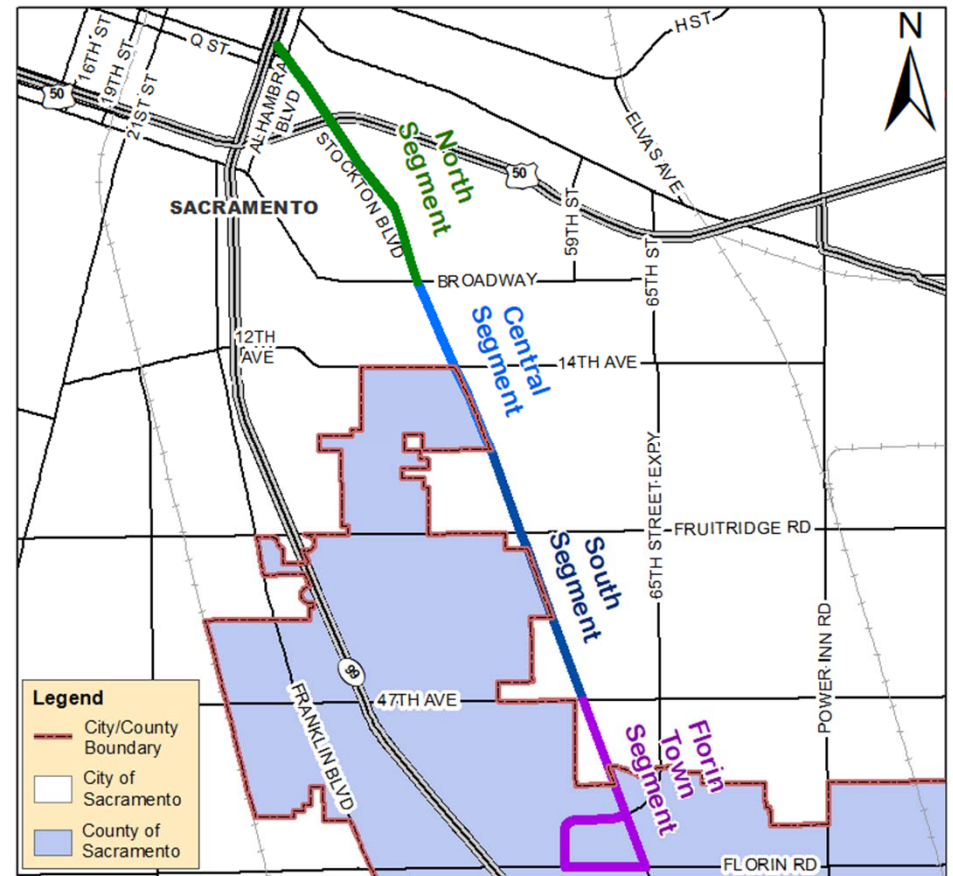 N
H ST
Q ST
16TH ST
19TH ST
21ST ST
50
ALHAMBRA
BLVD
STOCKTON BLVD
North
Segment
50
ELVAS AVE
SACRAMENTO
59TH ST
65TH ST
BROADWAY
Central
Segment
12TH
AVE
14TH AVE
65TH STREET EXPY
FRUITRIDGE RD
South
Segment
POWER INN RD
99
47TH AVE
FRANKLIN BLVD
Florin
Town
Segment
FLORIN RD
Legend
City/County
Boundary
City of
Sacramento
County of
Sacramento